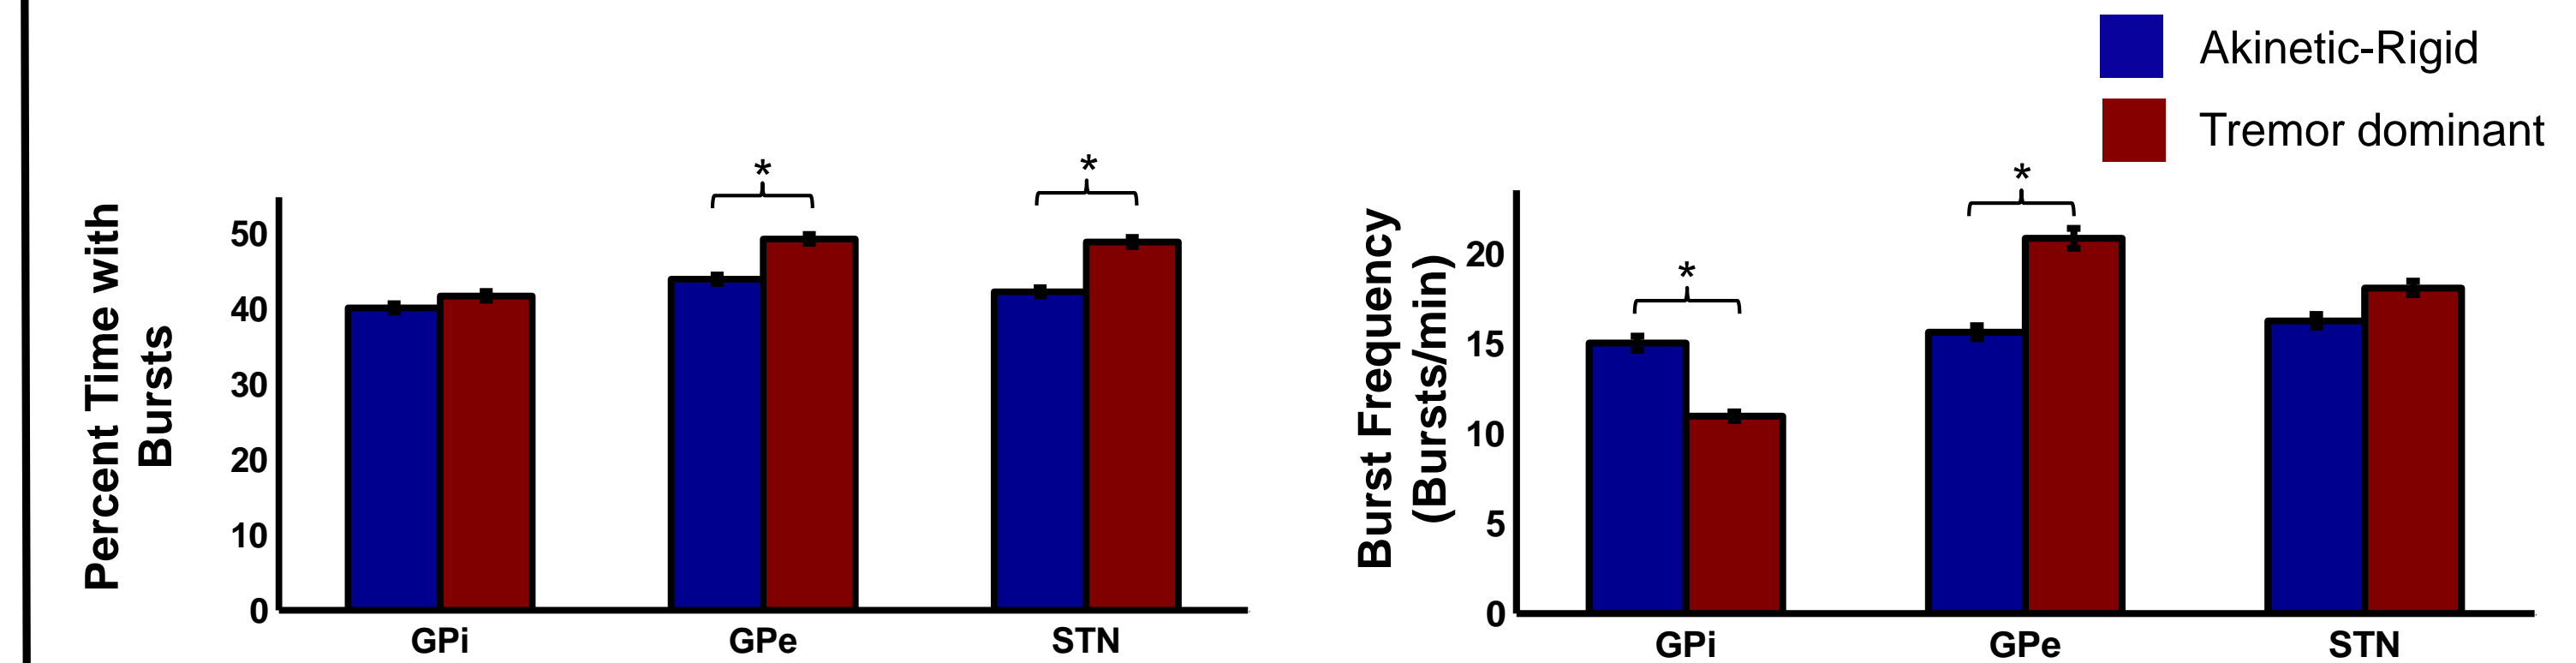 Akinetic-Rigid
Tremor dominant
Percent Time with
Bursts
50
40
30
20
10
0
*
*
GPi
GPe
STN
Burst Frequency
(Bursts/min)
20
15
10
5
0
*
*
GPi
GPe
STN